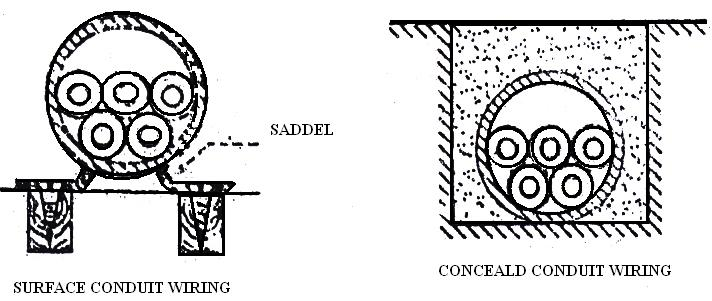 SADDEL
SURFACE CONDUIT WIRING
CONCEALD CONDUIT WIRING